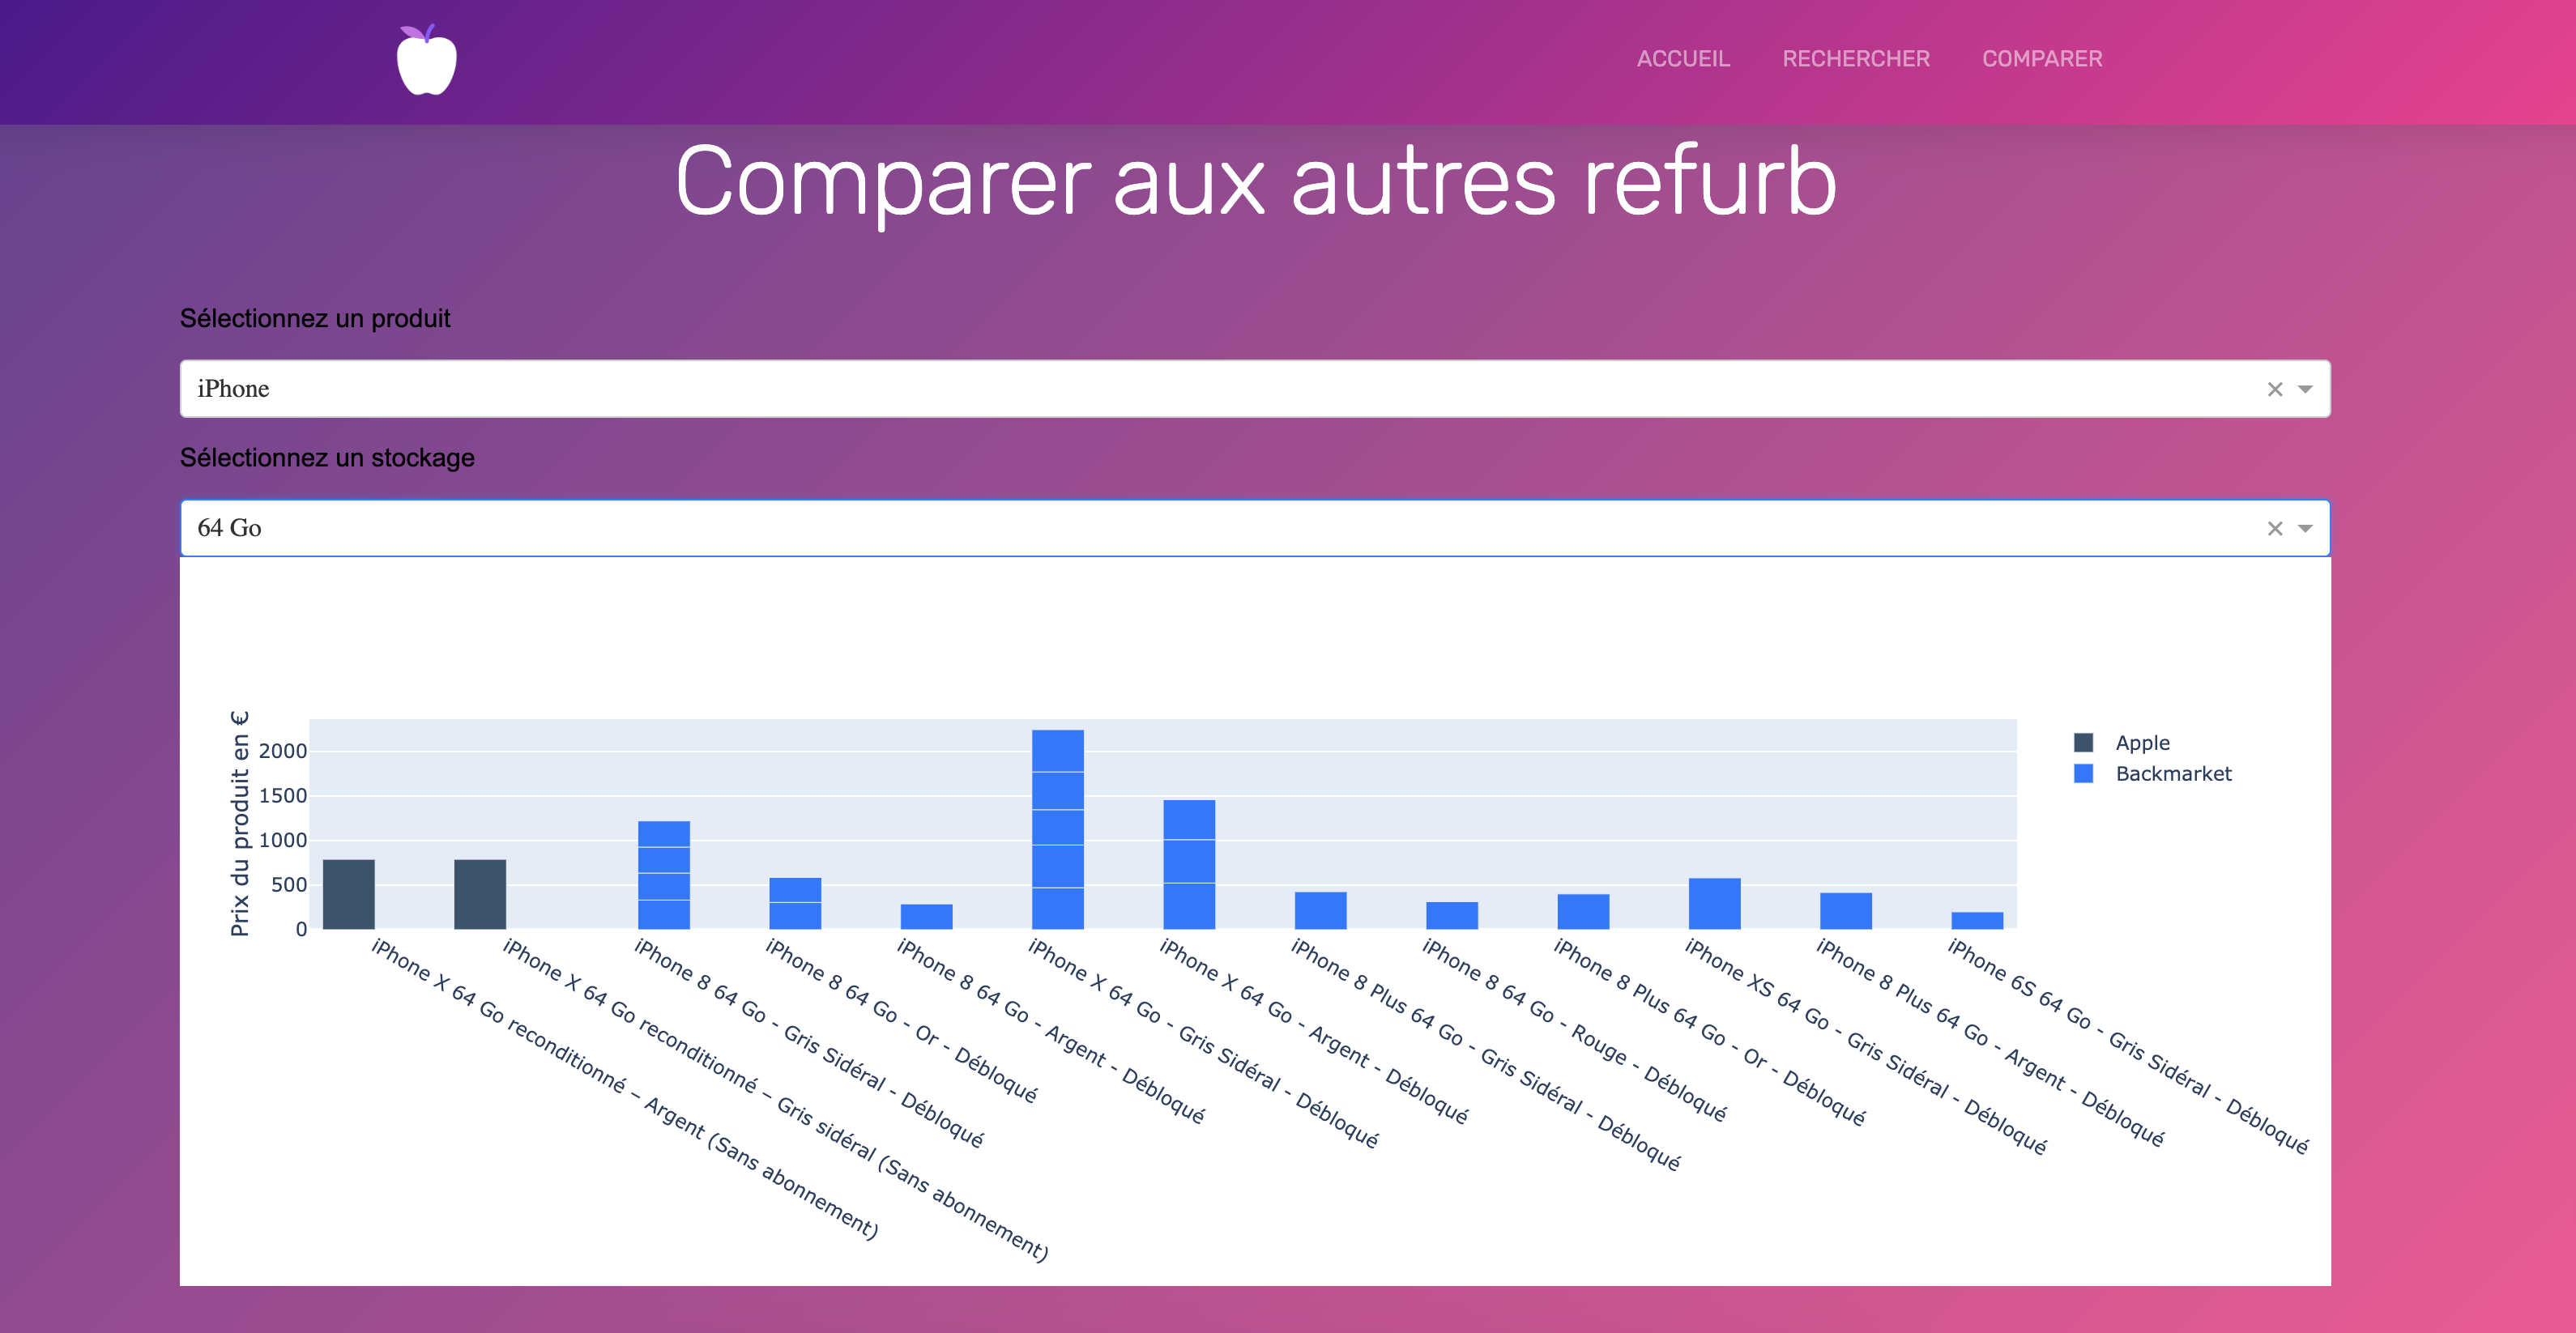 ACCUEIL RECHERCHER COMPARER
Comparer aux autres refurb
Sélectionnez un produit
iPhone
Sélectionnez un stockage
64 Go
Prix du produit en €
2000
1500
1000
500
0
Apple
Backmarket
iPhone X 64 Go reconditionné – Argent (Sans abonnement)
iPhone X 64 Go reconditionné – Gris sidéral (Sans abonnement)
iPhone 8 64 Go - Gris Sidéral - Débloqué
iPhone 8 64 Go - Or - Débloqué
iPhone 8 64 Go - Argent - Débloqué
iPhone X 64 Go - Gris Sidéral - Débloqué
iPhone X 64 Go - Argent - Débloqué
iPhone 8 Plus 64 Go - Gris Sidéral - Débloqué
iPhone 8 64 Go - Rouge - Débloqué
iPhone 8 Plus 64 Go - Or - Débloqué
iPhone XS 64 Go - Gris Sidéral - Débloqué
iPhone 8 Plus 64 Go - Argent - Débloqué
iPhone 6S 64 Go - Gris Sidéral - Débloqué